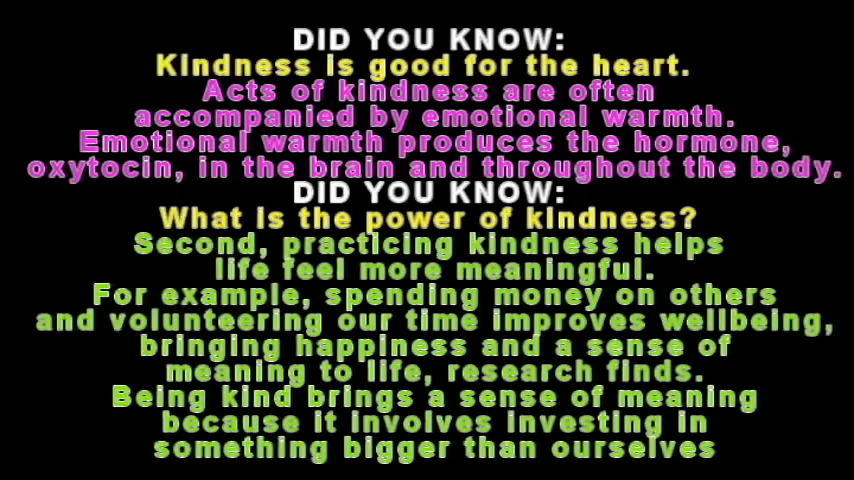 DID YOU KNOW:
Kindness is good for the heart.
Acts of kindness are often
accompanied by emotional warmth.
Emotional warmth produces the hormone,
oxytocin, in the brain and throughout the body.
DID YOU KNOW:
What is the power of kindness?
Second, practicing kindness helps
life feel more meaningful.
For example, spending money on others
and volunteering our time improves wellbeing,
bringing happiness and a sense of
meaning to life, research finds.
Being kind brings a sense of meaning
because it involves investing in
something bigger than ourselves